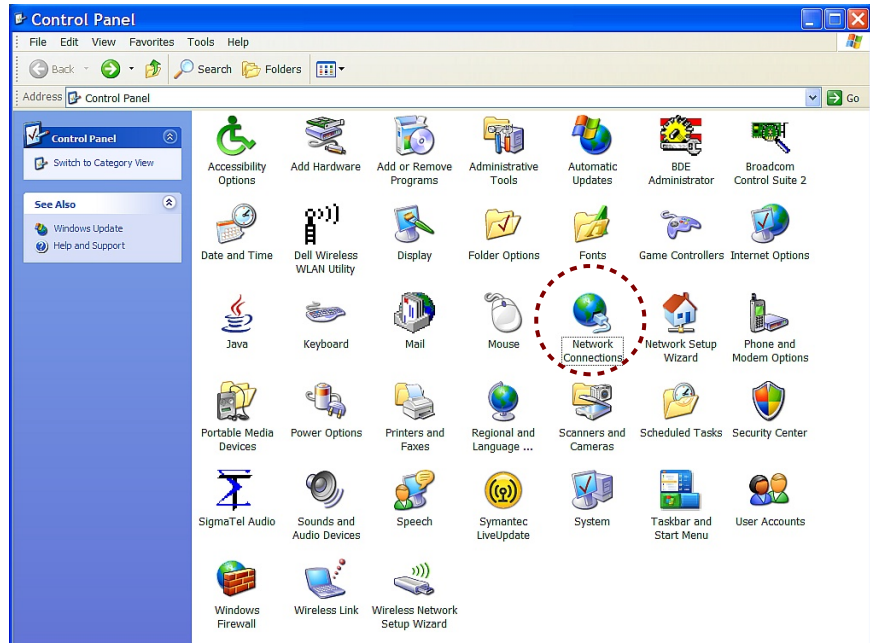 Control Panel
File Edit View Favorites Tools Help
Back Search Folders
Address Control Panel Go
Control Panel
Switch to Category View
See Also
Windows Update
Help and Support
Accessibility Options
Add Hardware
Add or Remove Programs
Administrative Tools
Automatic Updates
BDE Administrator
Broadcom Control Suite 2
Date and Time
Dell Wireless WLAN Utility
Display
Folder Options
Fonts
Game Controllers
Internet Options
Java
Keyboard
Mail
Mouse
Network Connections
Network Setup Wizard
Phone and Modem Options
Portable Media Devices
Power Options
Printers and Faxes
Regional and Language ...
Scanners and Cameras
Scheduled Tasks
Security Center
SigmaTel Audio
Sounds and Audio Devices
Speech
Symantec LiveUpdate
System
Taskbar and Start Menu
User Accounts
Windows Firewall
Wireless Link
Wireless Network Setup Wizard